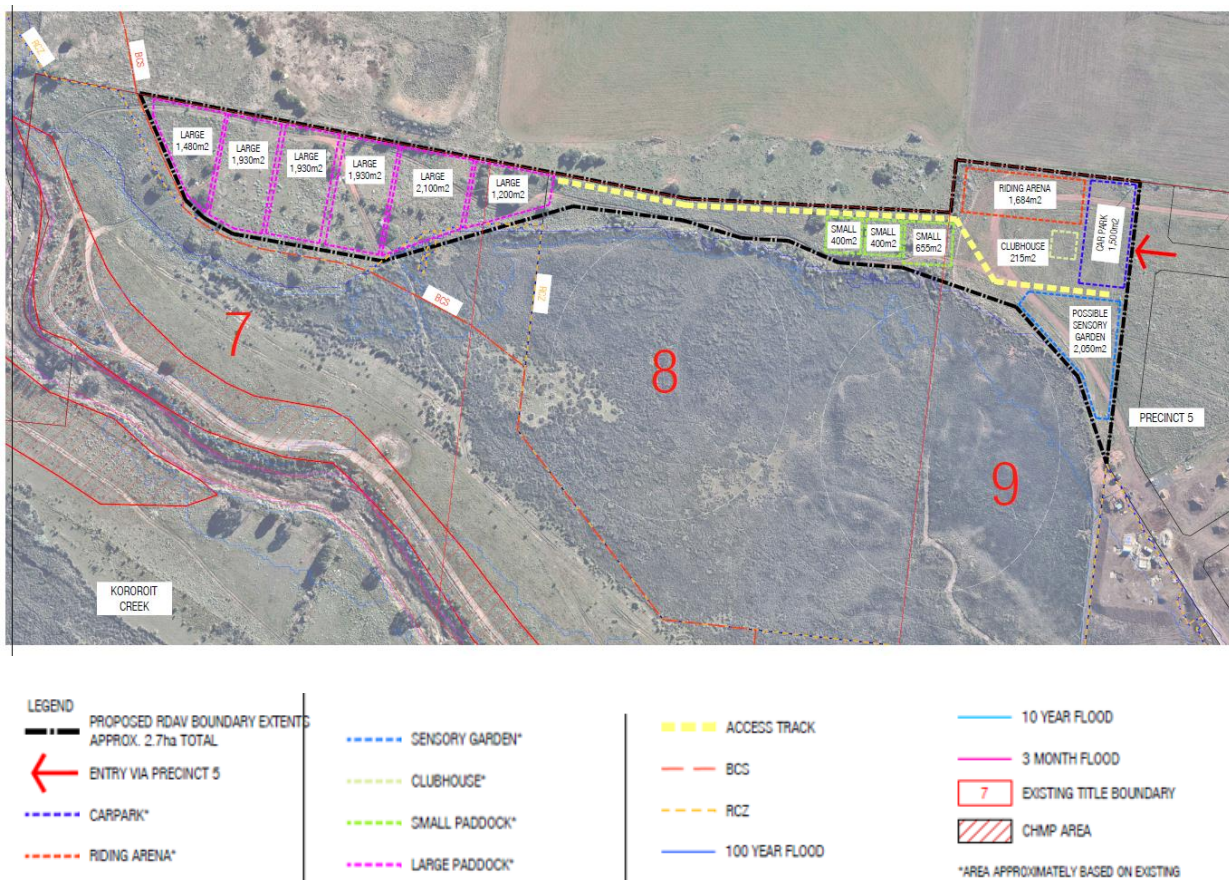 RCZ
BCS
LARGE
1,480m2
LARGE
1,930m2
LARGE
1,930m2
LARGE
1,930m2
LARGE
2,100m2
LARGE
1,200m2
SMALL
400m2
SMALL
400m2
SMALL
655m2
RIDING ARENA
1,684m2
CLUBHOUSE
215m2
CAR PARK
1,500m2
POSSIBLE
SENSORY
GARDEN
2,050m2
PRECINCT 5
BCS
RCZ
7
8
9
KOROROIT
CREEK
LEGEND
PROPOSED RDAV BOUNDARY EXTENTS
APPROX. 2.7ha TOTAL
ENTRY VIA PRECINCT 5
CARPARK*
RIDING ARENA*
SENSORY GARDEN*
CLUBHOUSE*
SMALL PADDOCK*
LARGE PADDOCK*
ACCESS TRACK
BCS
RCZ
100 YEAR FLOOD
10 YEAR FLOOD
3 MONTH FLOOD
7 EXISTING TITLE BOUNDARY
CHMP AREA
*AREA APPROXIMATELY BASED ON EXISTING